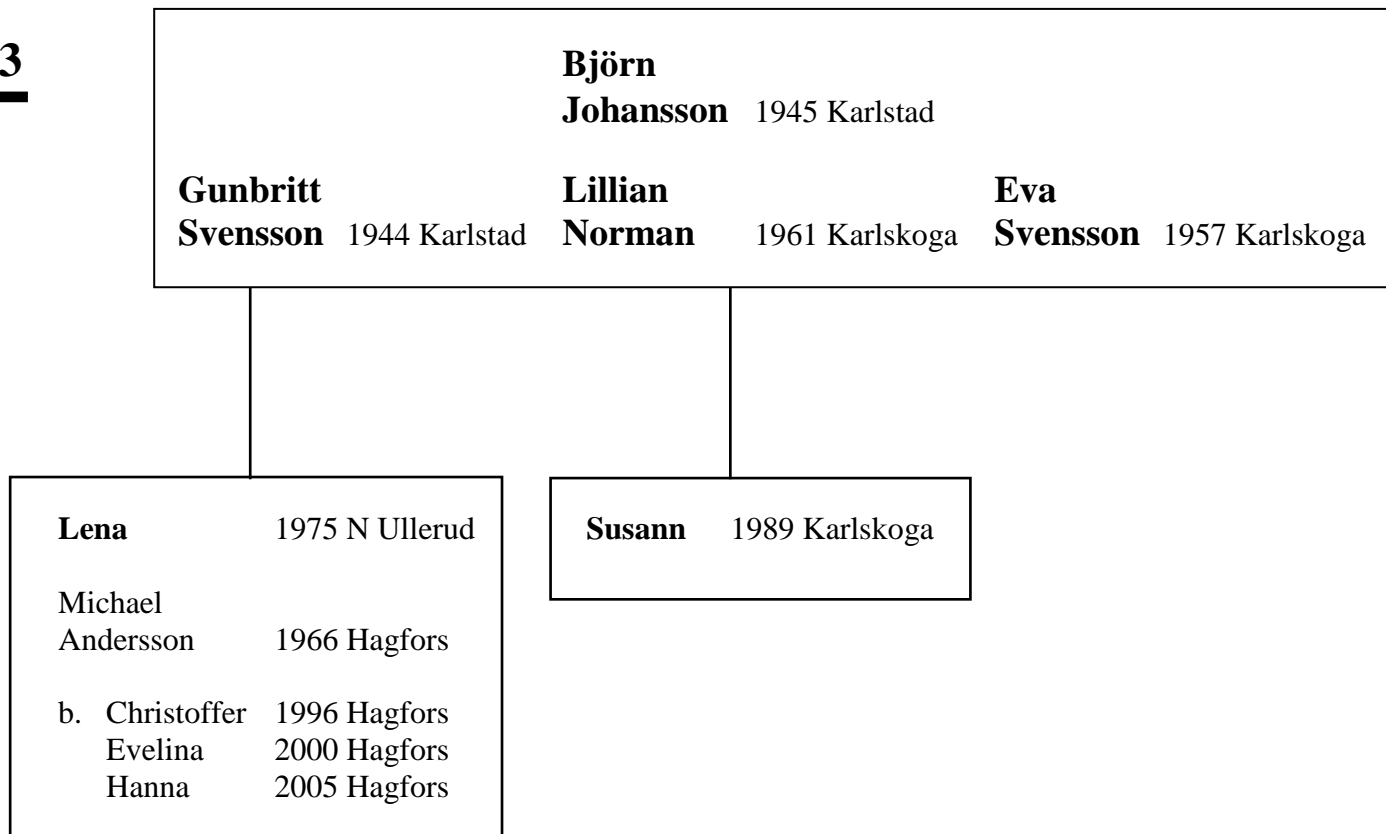 3
Björn
Johansson 1945 Karlstad
Gunbritt Lillian Eva
Svensson 1944 Karlstad Norman 1961 Karlskoga Svensson 1957 Karlskoga
Lena 1975 N Ullerud
Susann 1989 Karlskoga
Michael
Andersson 1966 Hagfors
b. Christoffer 1996 Hagfors
Evelina 2000 Hagfors
Hanna 2005 Hagfors